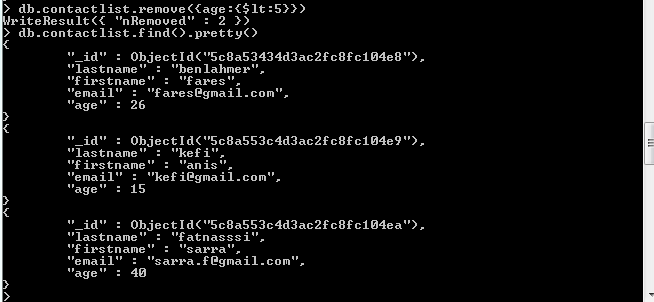 > db.contactlist.remove({age:{$lt:5}})
WriteResult({ "nRemoved" : 2 })
> db.contactlist.find().pretty()
{
"_id" : ObjectId("5c8a53434d3ac2fc8fc104e8"),
"lastname" : "benlahmer",
"firstname" : "fares",
"email" : "fares@gmail.com",
"age" : 26
}
{
"_id" : ObjectId("5c8a553c4d3ac2fc8fc104e9"),
"lastname" : "kefi",
"firstname" : "anis",
"email" : "kefi@gmail.com",
"age" : 15
}
{
"_id" : ObjectId("5c8a553c4d3ac2fc8fc104ea"),
"lastname" : "fatnasssi",
"firstname" : "sarra",
"email" : "sarra.f@gmail.com",
"age" : 40
}
>